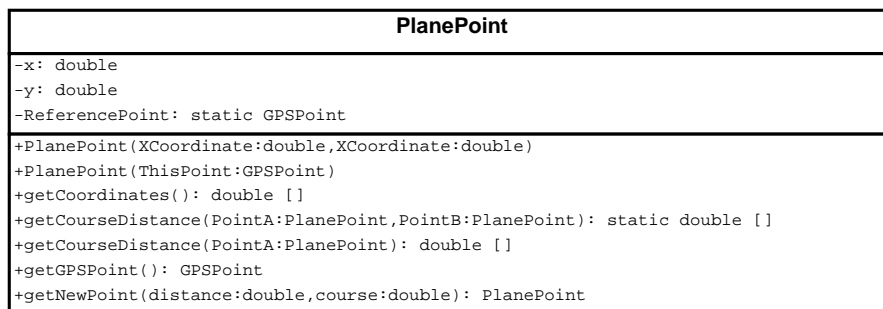 PlanePoint
-x: double
-y: double
-ReferencePoint: static GPSPoint
+PlanePoint(XCoordinate:double,XCoordinate:double)
+PlanePoint(ThisPoint:GPSPoint)
+getCoordinates(): double []
+getCourseDistance(PointA:PlanePoint,PointB:PlanePoint): static double []
+getCourseDistance(PointA:PlanePoint): double []
+getGPSPoint(): GPSPoint
+getNewPoint(distance:double,course:double): PlanePoint